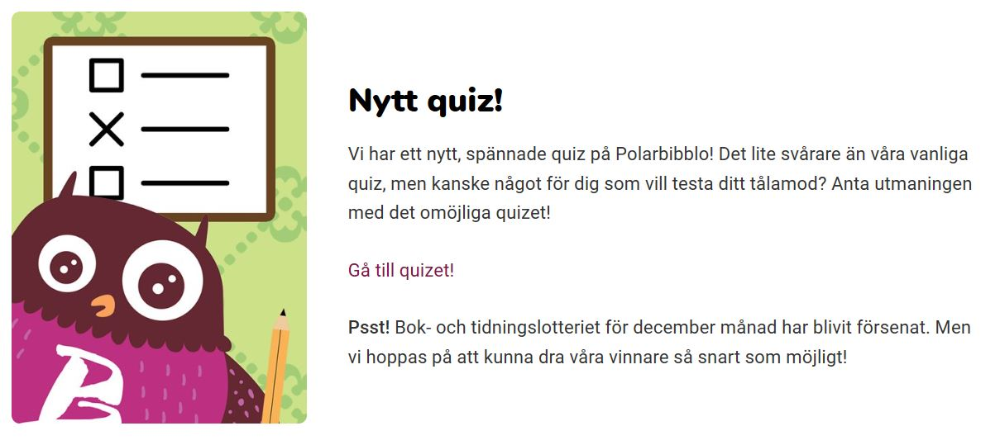 Nytt quiz!
Vi har ett nytt, spännade quiz på Polarbibblo! Det lite svårare än våra vanliga
quiz, men kanske något för dig som vill testa ditt tålamod? Anta utmaningen
med det omöjliga quizet!
Gå till quizet!
Psst! Bok- och tidningslotteriet för december månad har blivit försenat. Men
vi hoppas på att kunna dra våra vinnare så snart som möjligt!
B